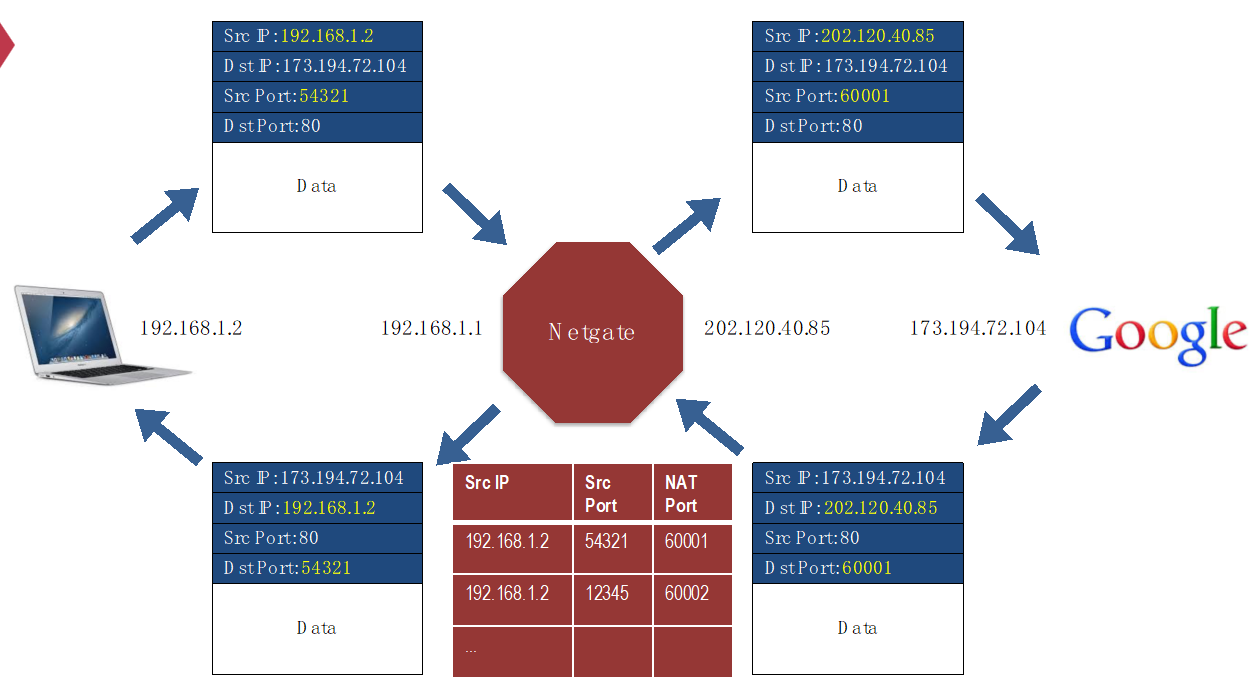 Src IP:192.168.1.2
Dst IP:173.194.72.104
Src Port:54321
Dst Port:80
Data
Src IP:202.120.40.85
Dst IP:173.194.72.104
Src Port:60001
Dst Port:80
Data
192.168.1.2
192.168.1.1
Netgate
202.120.40.85
173.194.72.104
Google
Src IP:173.194.72.104
Dst IP:192.168.1.2
Src Port:80
Dst Port:54321
Data
Src IP Src Port NAT Port
192.168.1.2 54321 60001
192.168.1.2 12345 60002
...
Src IP:173.194.72.104
Dst IP:202.120.40.85
Src Port:80
Dst Port:60001
Data